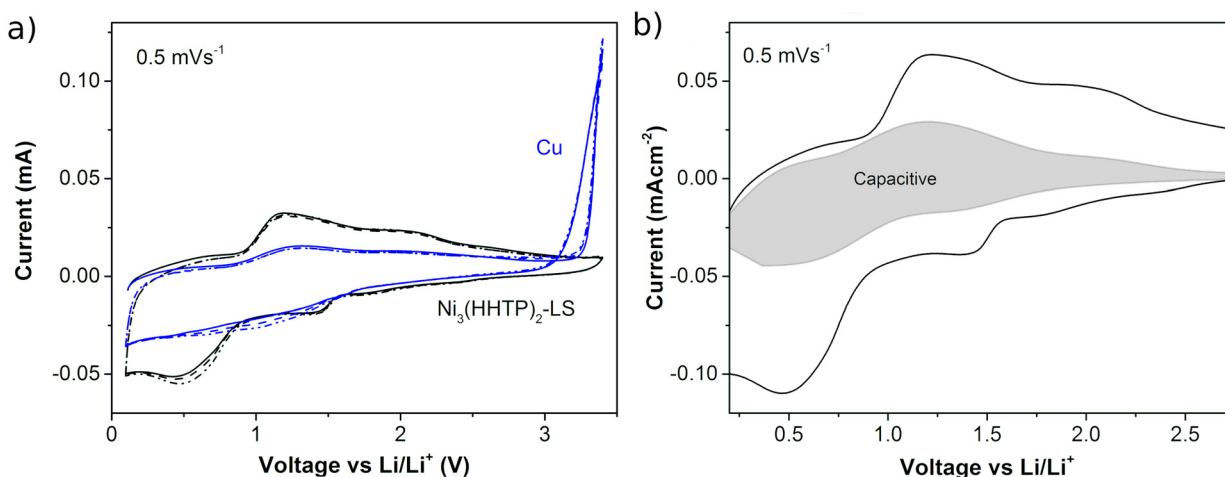 a)
0.5 mVs⁻¹
Cu
Ni₃(HHTP)₂-LS
Current (mA)
0.10
0.05
0.00
-0.05
0
1
2
3
Voltage vs Li/Li⁺ (V)
b)
0.5 mVs⁻¹
Capacitive
Current (mAcm⁻²)
0.05
0.00
-0.05
-0.10
0.5
1.0
1.5
2.0
2.5
Voltage vs Li/Li⁺